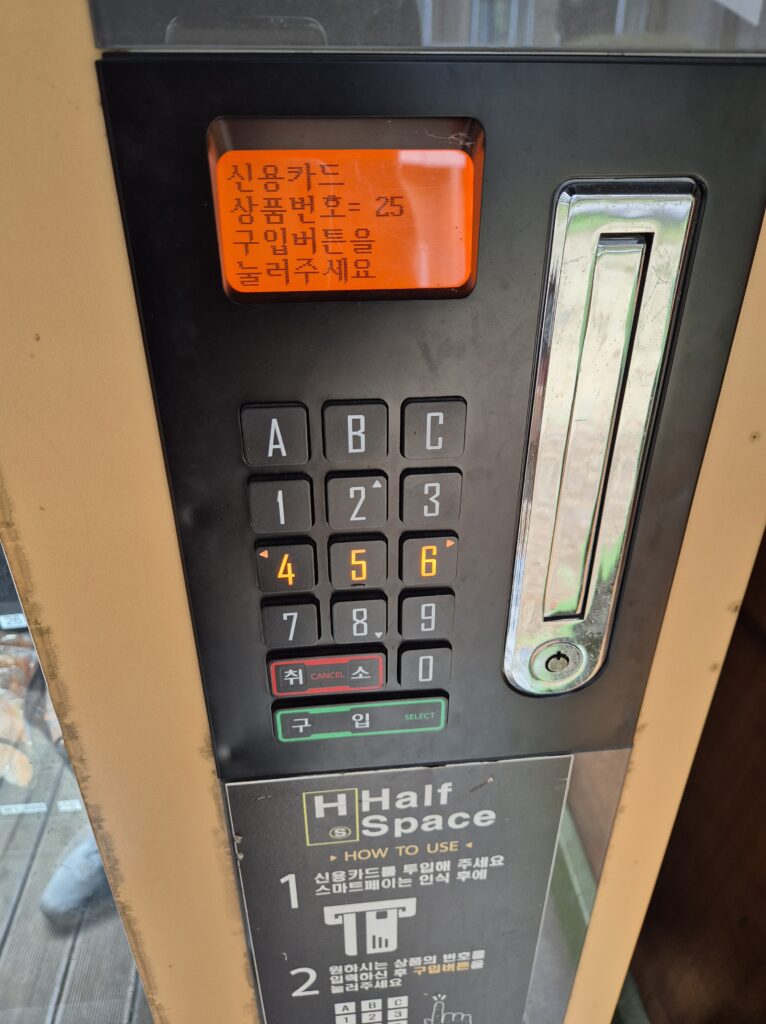 신용카드
상품번호= 25
구입버튼을
눌러주세요
A B C
1 2 3
4 5 6
7 8 9
취 CANCEL 소 0
구 입 SELECT
H Half
S Space
HOW TO USE
1 신용카드를 투입해 주세요
스마트페이는 인식 후에
2 원하시는 상품의 번호를
입력하신 후 구입버튼을
눌러주세요
A B C
1 2 3